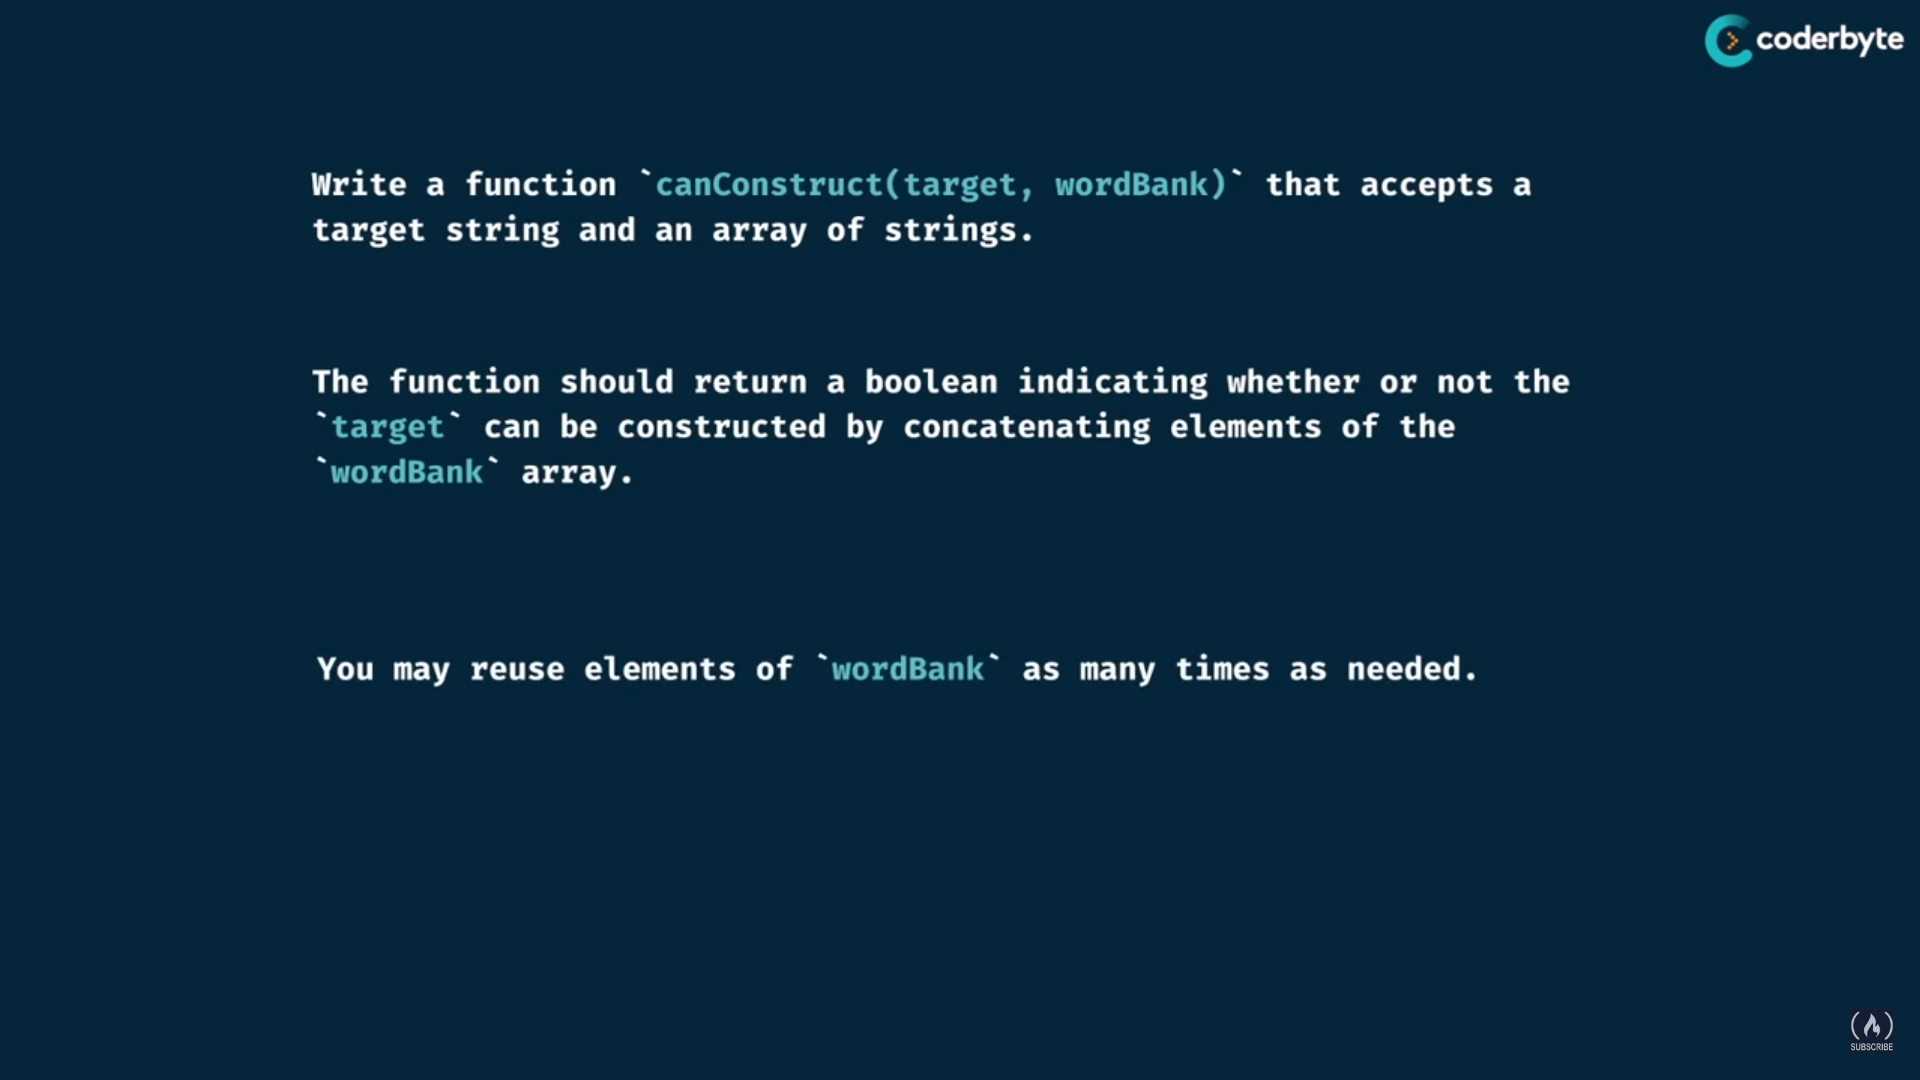 coderbyte
Write a function `canConstruct(target, wordBank)` that accepts a
target string and an array of strings.
The function should return a boolean indicating whether or not the
`target` can be constructed by concatenating elements of the
`wordBank` array.
You may reuse elements of `wordBank` as many times as needed.
SUBSCRIBE